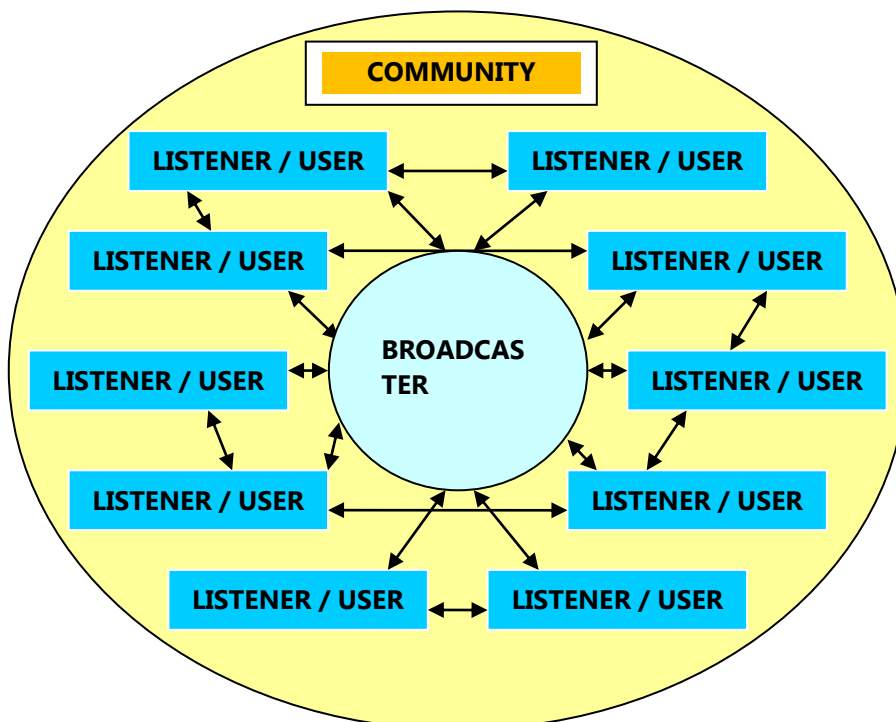 COMMUNITY
LISTENER / USER
LISTENER / USER
LISTENER / USER
LISTENER / USER
BROADCAS
TER
LISTENER / USER
LISTENER / USER
LISTENER / USER
LISTENER / USER
LISTENER / USER
LISTENER / USER